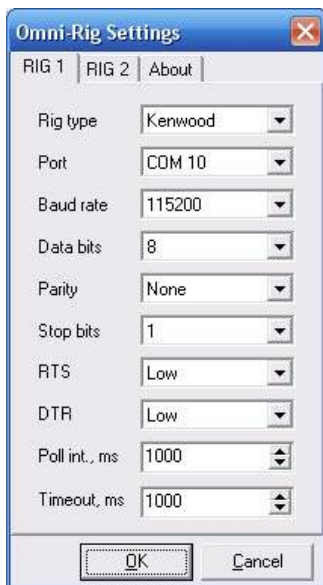 Omni-Rig Settings
RIG 1 RIG 2 About
Rig type Kenwood
Port COM 10
Baud rate 115200
Data bits 8
Parity None
Stop bits 1
RTS Low
DTR Low
Poll int., ms 1000
Timeout, ms 1000
OK Cancel